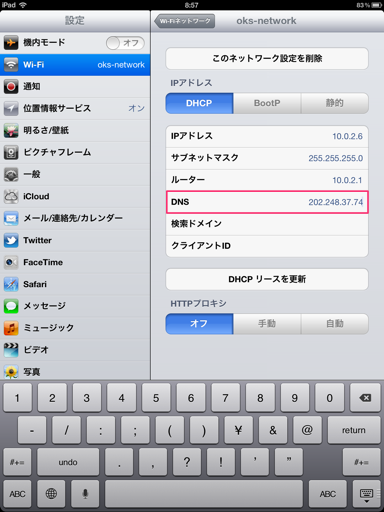 iPad 8:57 83%
設定
機内モード オフ
Wi-Fi oks-network
通知
位置情報サービス オン
明るさ/壁紙
ピクチャフレーム
一般
iCloud
メール/連絡先/カレンダー
Twitter
FaceTime
Safari
メッセージ
ミュージック
ビデオ
写真
Wi-Fiネットワーク oks-network
このネットワーク設定を削除
IPアドレス
DHCP BootP 静的
IPアドレス 10.0.2.6
サブネットマスク 255.255.255.0
ルーター 10.0.2.1
DNS 202.248.37.74
検索ドメイン
クライアントID
DHCP リースを更新
HTTPプロキシ
オフ 手動 自動
1 2 3 4 5 6 7 8 9 0
- / : ; ( ) ¥ & @ return
#+= undo . , ? ! ' " #+=
ABC ABC